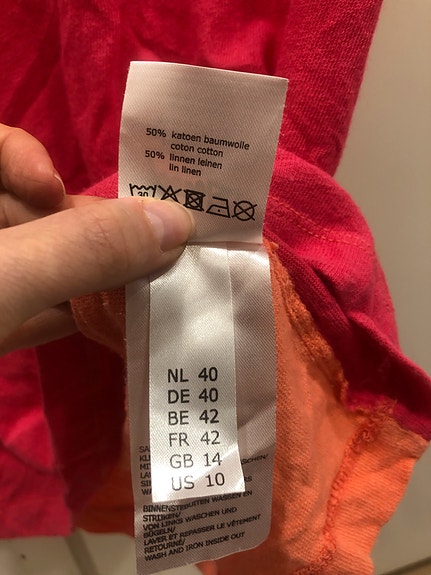 50% katoen baumwolle
coton cotton
50% linnen leinen
lin linen
30
NL 40
DE 40
BE 42
FR 42
GB 14
US 10
BINNENSTEBUITEN WASSEN EN
STRIJKEN/
VON LINKS WASCHEN UND
BÜGELN/
LAVER ET REPASSER LE VÊTEMENT
RETOURNÉ/
WASH AND IRON INSIDE OUT